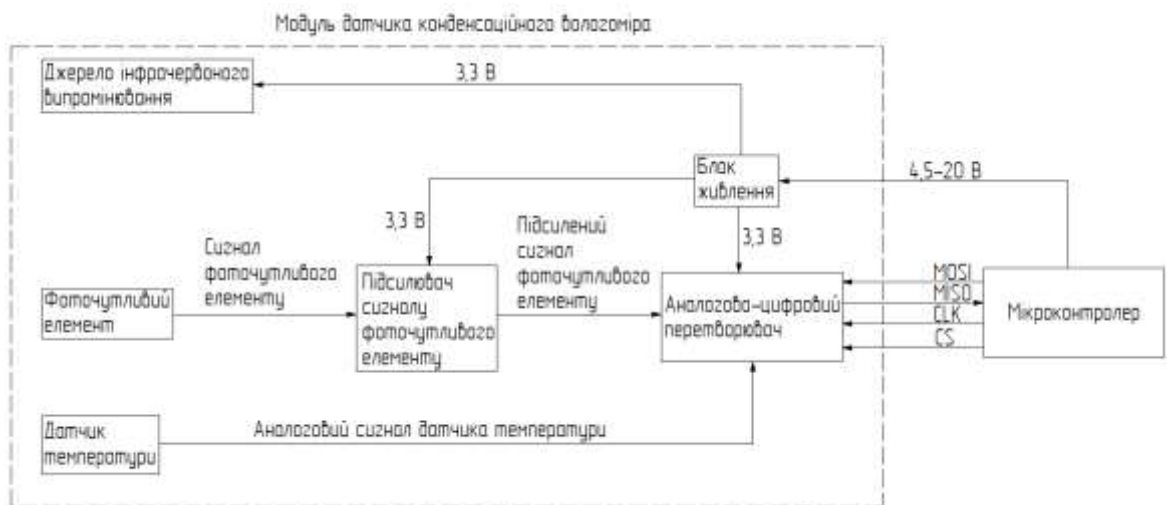 Модуль датчика конденсаційного вологоміра
Джерело інфрачервоного
випромінювання
3,3 В
Блок
живлення
4,5-20 В
3,3 В
3,3 В
Сигнал
фоточутливого
елементу
Підсилений
сигнал
фоточутливого
елементу
Фоточутливий
елемент
Підсилювач
сигналу
фоточутливого
елементу
Аналогово-цифровий
перетворювач
MOSI
MISO
CLK
CS
Мікроконтролер
Датчик
температури
Аналоговий сигнал датчика температури